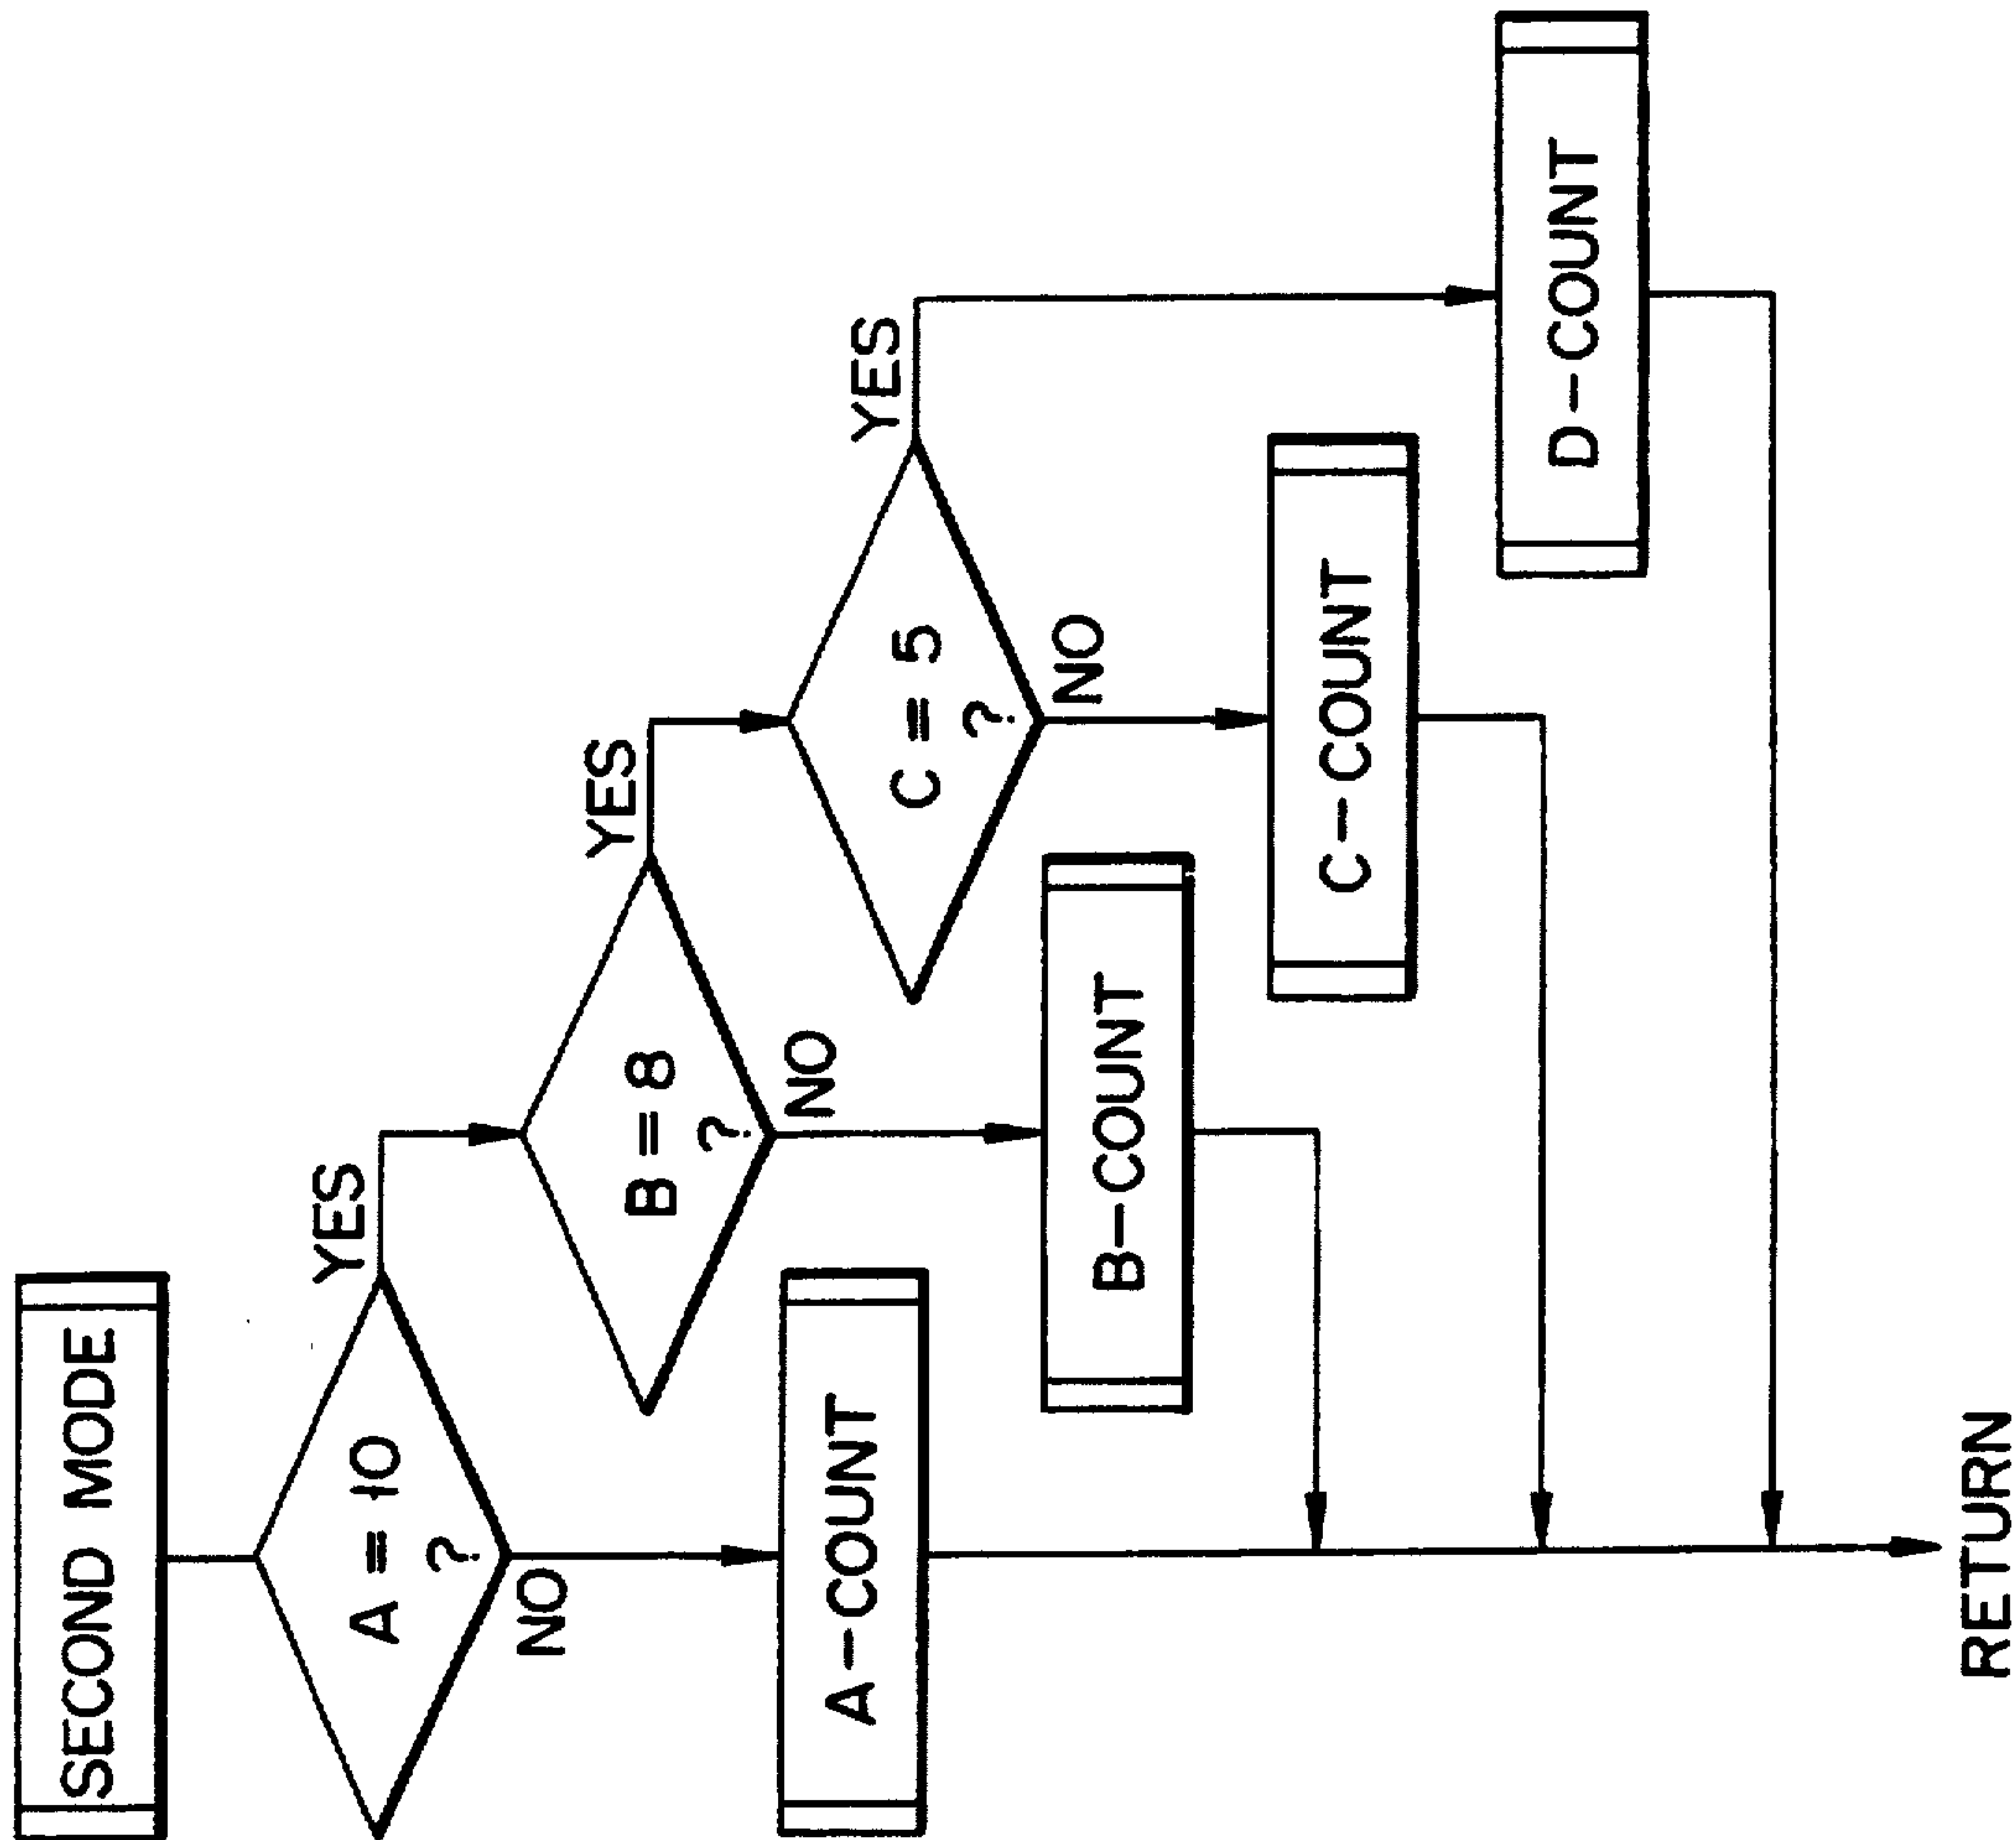 SECOND MODE
A = 10
?
YES
NO
B = 8
?
YES
NO
C = 5
?
YES
NO
A-COUNT
B-COUNT
C-COUNT
D-COUNT
RETURN